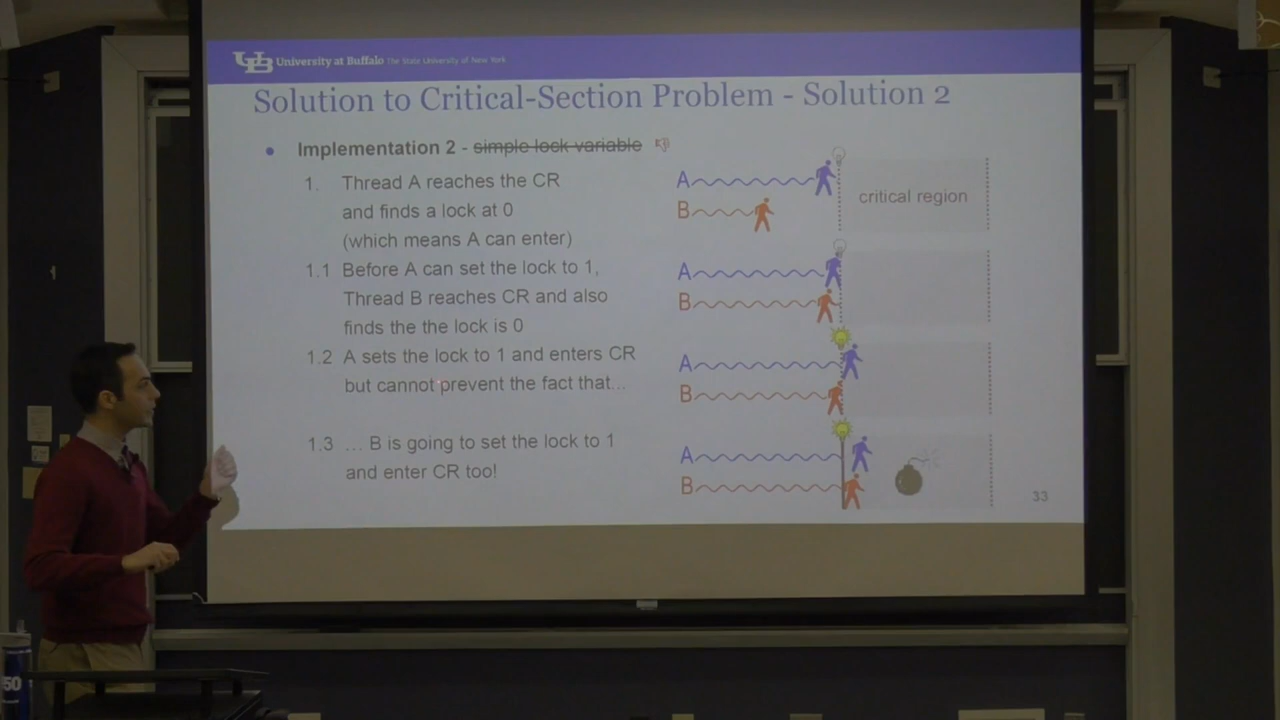 University at Buffalo The State University of New York
Solution to Critical-Section Problem - Solution 2
• Implementation 2 - simple lock variable
1. Thread A reaches the CR
and finds a lock at 0
(which means A can enter)
1.1 Before A can set the lock to 1,
Thread B reaches CR and also
finds the the lock is 0
1.2 A sets the lock to 1 and enters CR
but cannot prevent the fact that...
1.3 ... B is going to set the lock to 1
and enter CR too!
A
B
critical region
A
B
A
B
A
B
33
50